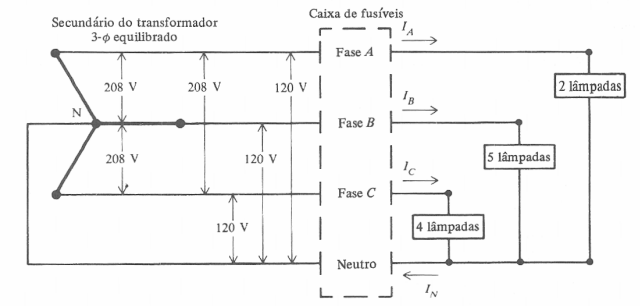 Caixa de fusíveis
Secundário do transformador
3-ϕ equilibrado
I_A
Fase A
N
208 V
208 V
120 V
2 lâmpadas
I_B
Fase B
208 V
120 V
5 lâmpadas
I_C
Fase C
120 V
4 lâmpadas
Neutro
I_N